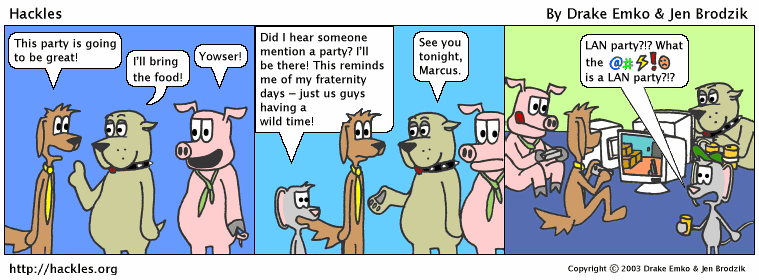 Hackles
By Drake Emko & Jen Brodzik
This party is going
to be great!
I'll bring
the food!
Yowser!
Did I hear someone
mention a party? I'll
be there! This reminds
me of my fraternity
days – just us guys
having a
wild time!
See you
tonight,
Marcus.
LAN party?!? What
the @#⚡!☹
is a LAN party?!?
http://hackles.org
Copyright © 2003 Drake Emko & Jen Brodzik